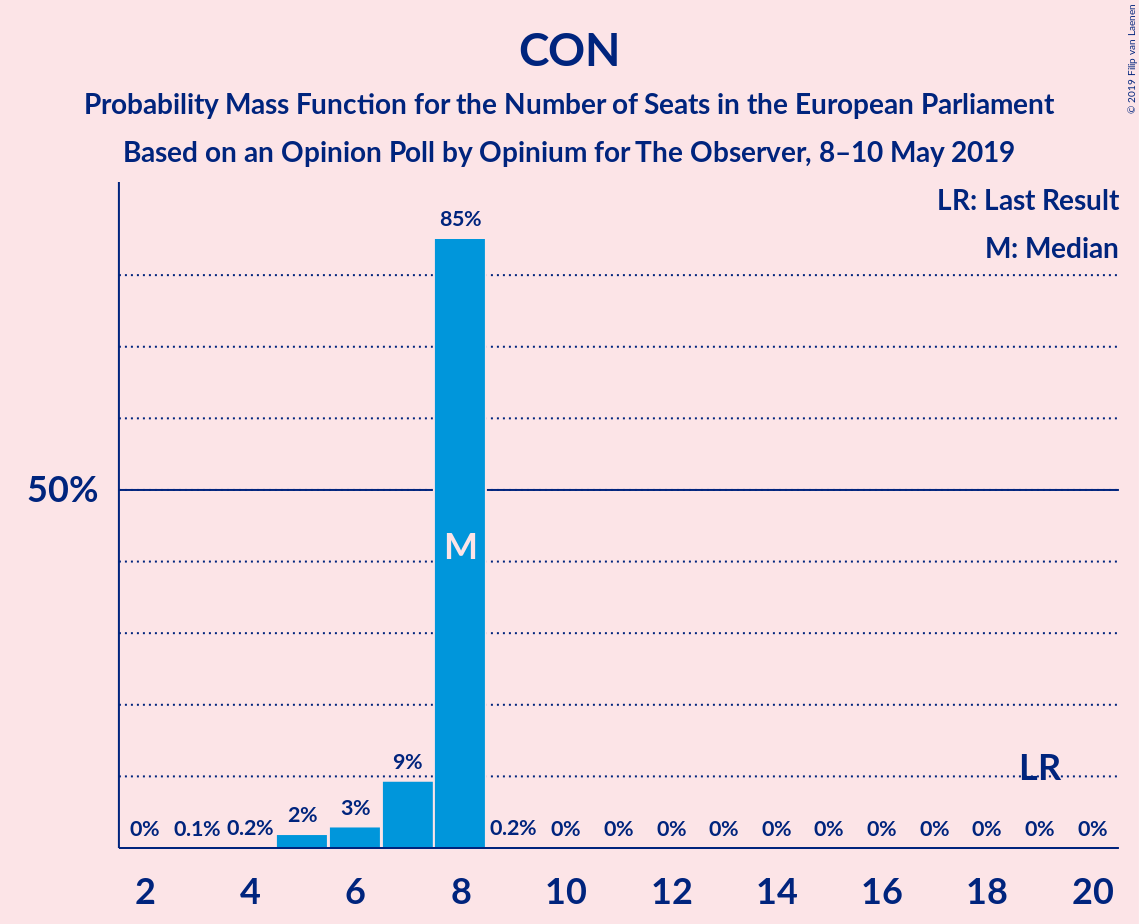 © 2019 Filip van Laenen
CON
Probability Mass Function for the Number of Seats in the European Parliament
Based on an Opinion Poll by Opinium for The Observer, 8–10 May 2019
LR: Last Result
M: Median
85%
50%
M
9%
LR
0% 0.1% 0.2% 2% 3% 0.2% 0% 0% 0% 0% 0% 0% 0% 0% 0% 0% 0%
2 4 6 8 10 12 14 16 18 20